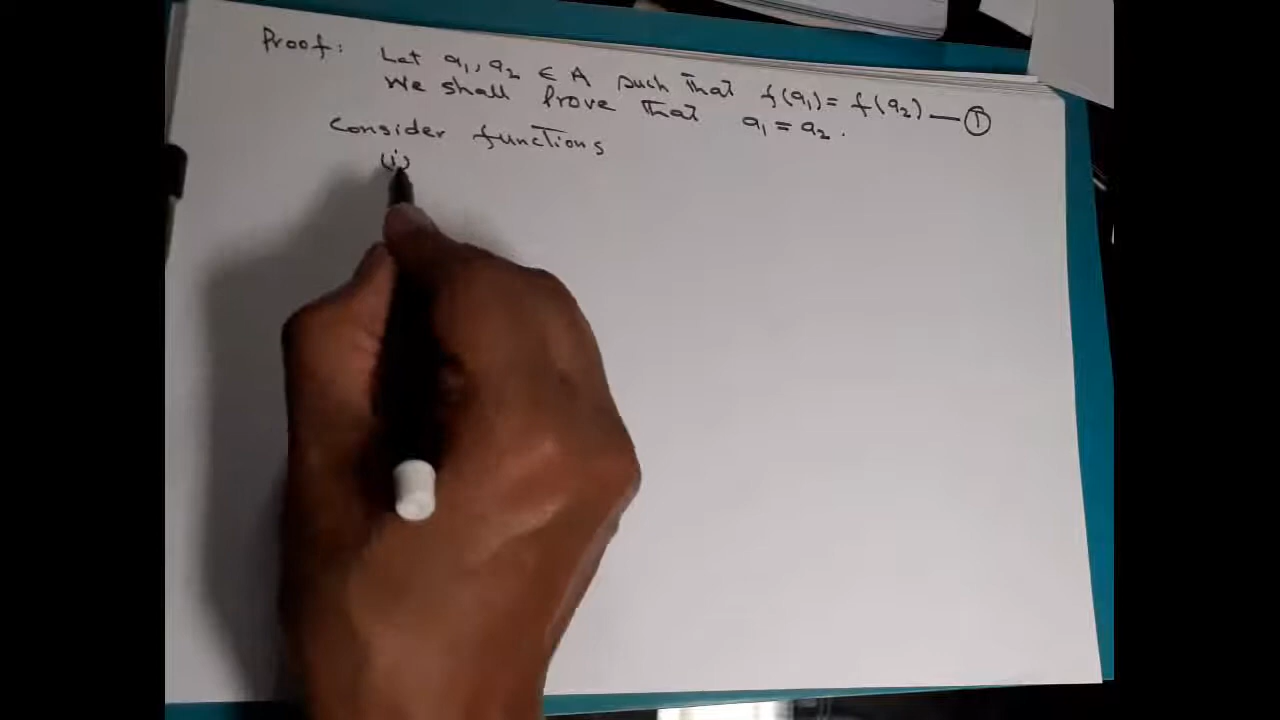 Proof: Let a₁, a₂ ∈ A such that f(a₁) = f(a₂) — ①
We shall prove that a₁ = a₂.
Consider functions
(i)